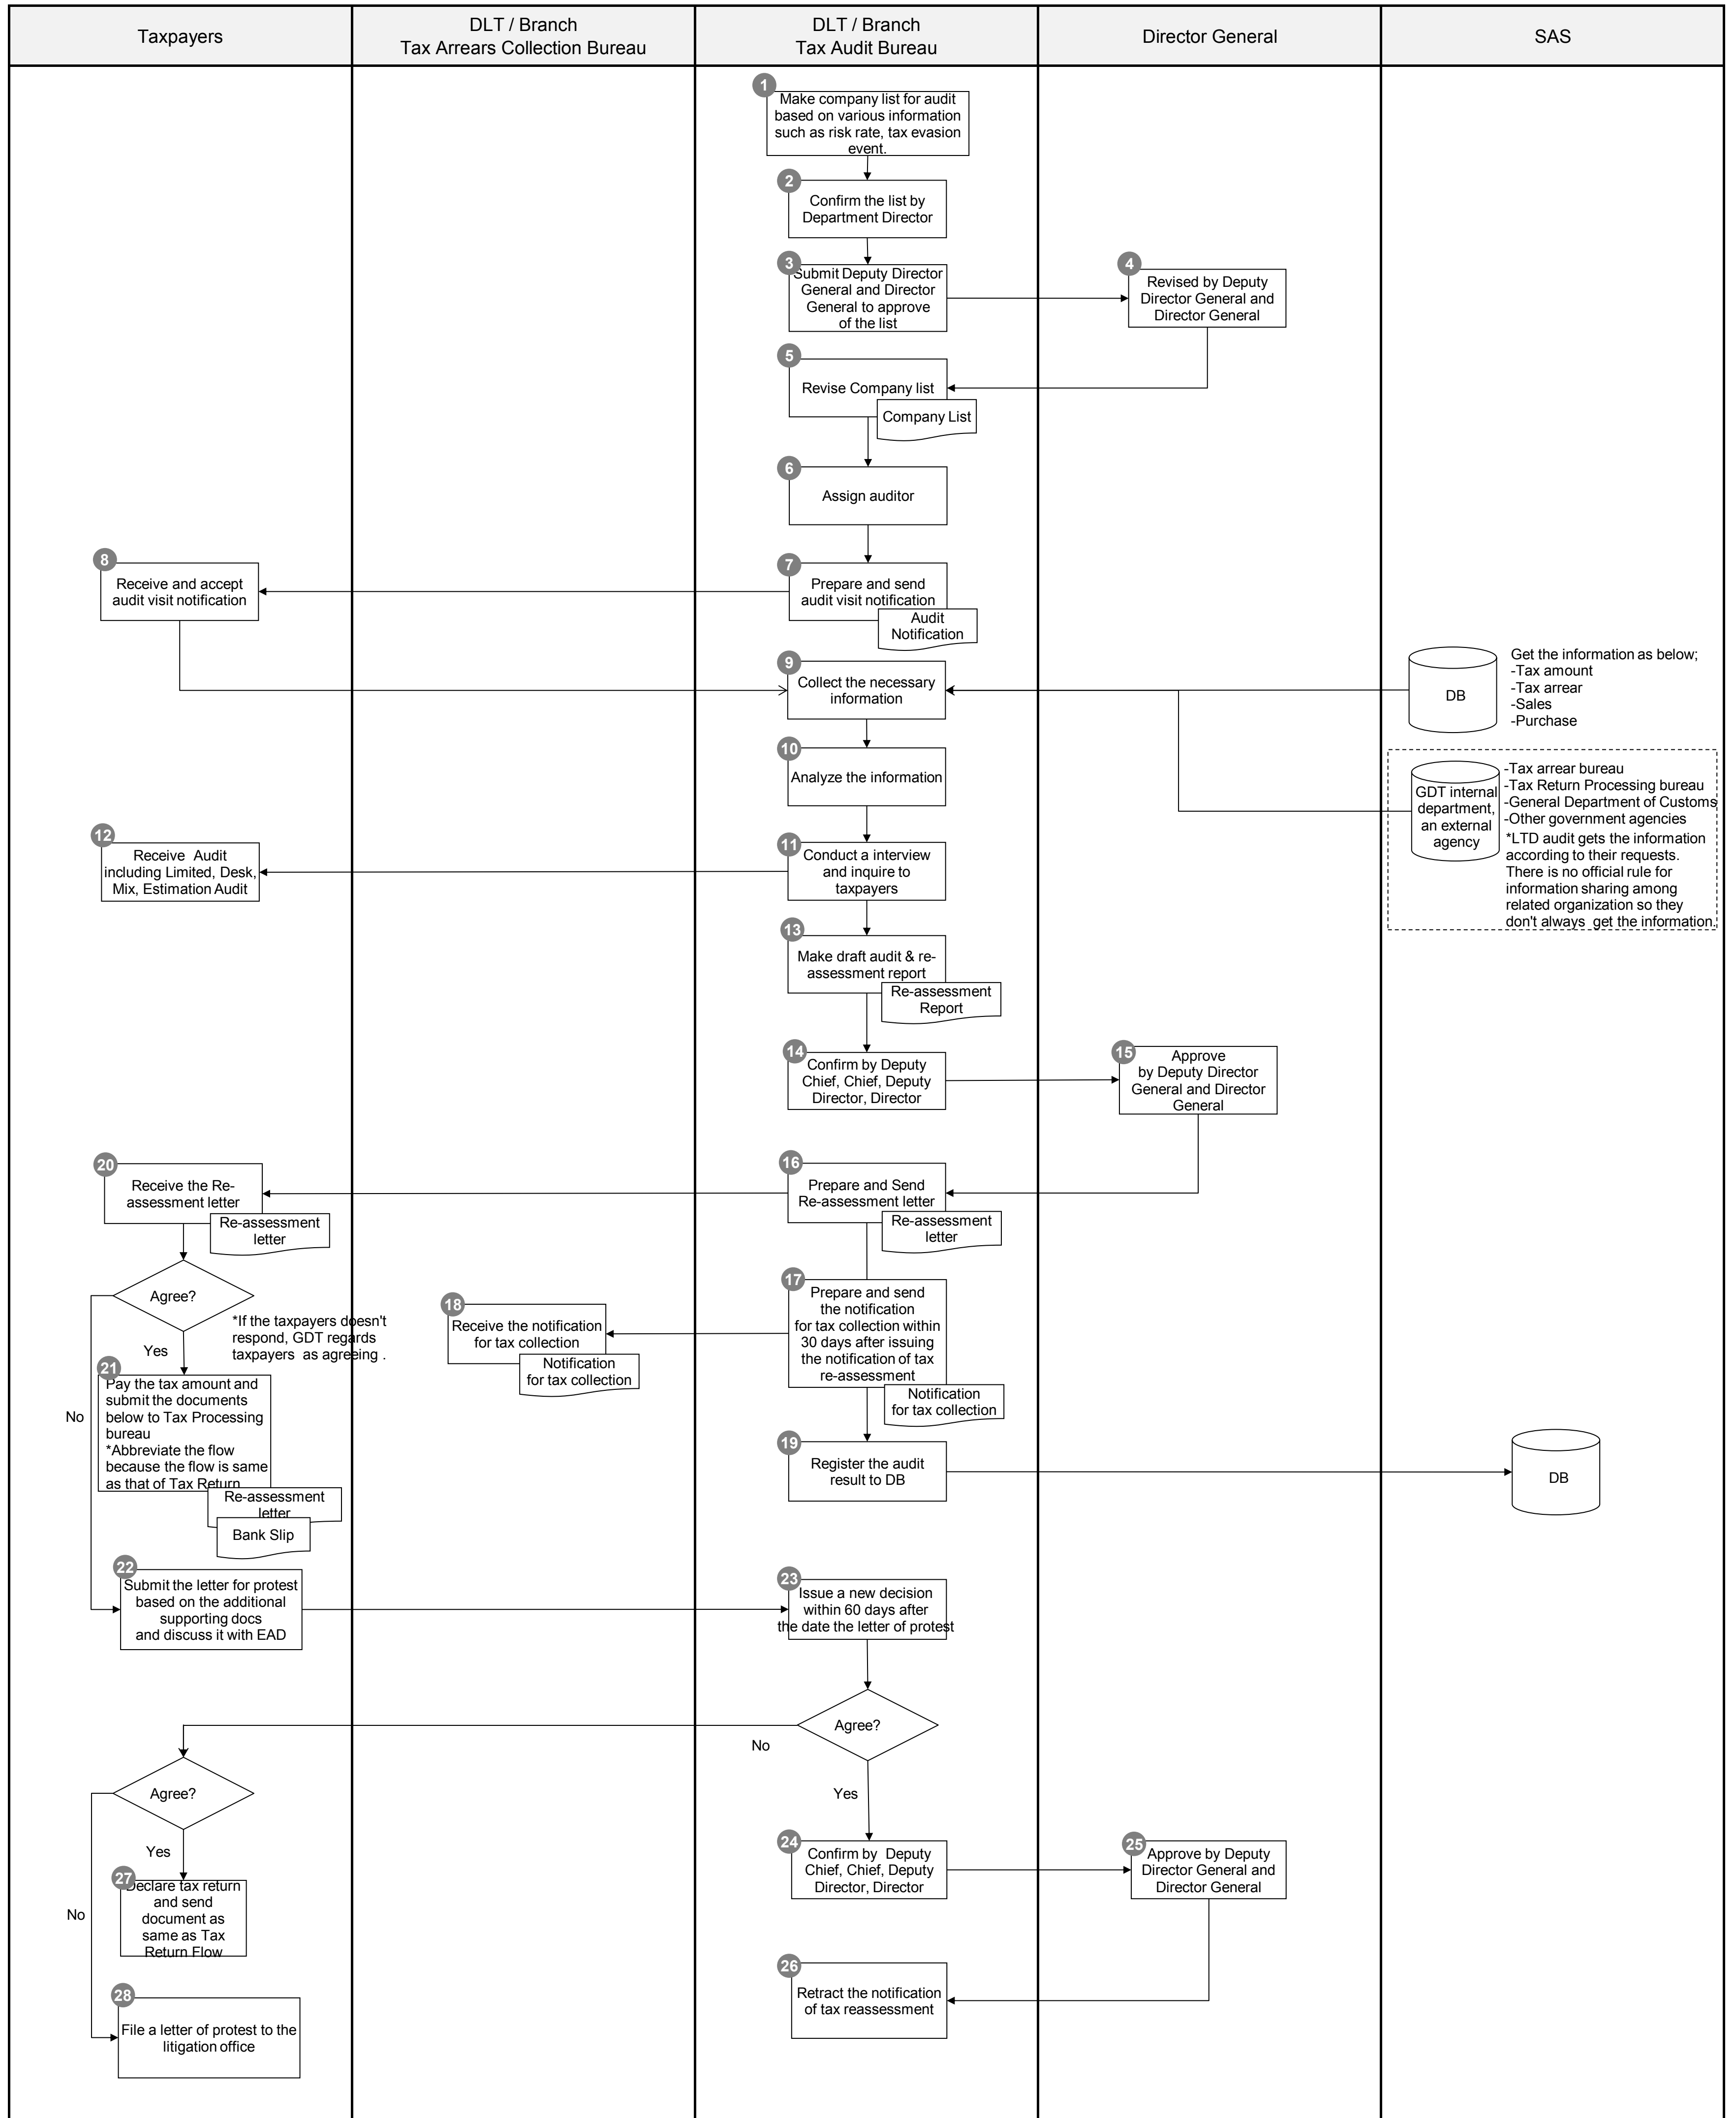 Taxpayers
DLT / Branch
Tax Arrears Collection Bureau
DLT / Branch
Tax Audit Bureau
Director General
SAS
1
Make company list for audit
based on various information
such as risk rate, tax evasion
event.
2
Confirm the list by
Department Director
3
Submit Deputy Director
General and Director
General to approve
of the list
4
Revised by Deputy
Director General and
Director General
5
Revise Company list
Company List
6
Assign auditor
7
Prepare and send
audit visit notification
Audit
Notification
8
Receive and accept
audit visit notification
9
Collect the necessary
information
DB
Get the information as below;
-Tax amount
-Tax arrear
-Sales
-Purchase
GDT internal
department,
an external
agency
-Tax arrear bureau
-Tax Return Processing bureau
-General Department of Customs
-Other government agencies
*LTD audit gets the information
according to their requests.
There is no official rule for
information sharing among
related organization so they
don't always get the information.
10
Analyze the information
11
Conduct a interview
and inquire to
taxpayers
12
Receive Audit
including Limited, Desk,
Mix, Estimation Audit
13
Make draft audit & re-
assessment report
Re-assessment
Report
14
Confirm by Deputy
Chief, Chief, Deputy
Director, Director
15
Approve
by Deputy Director
General and Director
General
16
Prepare and Send
Re-assessment letter
Re-assessment
letter
20
Receive the Re-
assessment letter
Re-assessment
letter
Agree?
*If the taxpayers doesn't
respond, GDT regards
taxpayers as agreeing .
Yes
No
17
Prepare and send
the notification
for tax collection within
30 days after issuing
the notification of tax
re-assessment
Notification
for tax collection
18
Receive the notification
for tax collection
Notification
for tax collection
21
Pay the tax amount and
submit the documents
below to Tax Processing
bureau
*Abbreviate the flow
because the flow is same
as that of Tax Return
Re-assessment
letter
Bank Slip
19
Register the audit
result to DB
DB
22
Submit the letter for protest
based on the additional
supporting docs
and discuss it with EAD
23
Issue a new decision
within 60 days after
the date the letter of protest
Agree?
No
Yes
Agree?
Yes
No
24
Confirm by Deputy
Chief, Chief, Deputy
Director, Director
25
Approve by Deputy
Director General and
Director General
27
Declare tax return
and send
document as
same as Tax
Return Flow
26
Retract the notification
of tax reassessment
28
File a letter of protest to the
litigation office